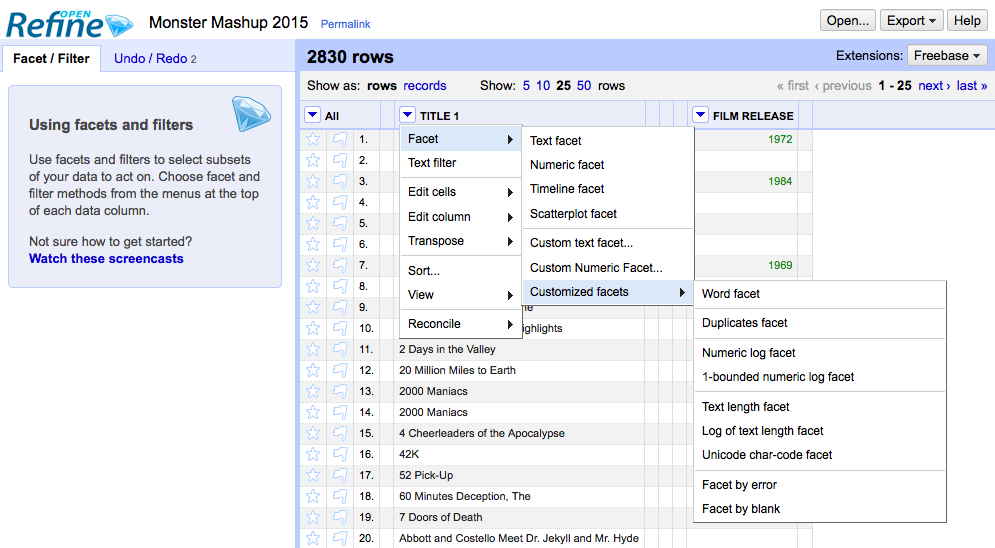 OPEN
Refine
Monster Mashup 2015 Permalink
Open... Export Help
Facet / Filter Undo / Redo 2
Using facets and filters
Use facets and filters to select subsets
of your data to act on. Choose facet and
filter methods from the menus at the top
of each data column.
Not sure how to get started?
Watch these screencasts
2830 rows
Extensions: Freebase
Show as: rows records Show: 5 10 25 50 rows « first ‹ previous 1 - 25 next › last »
All TITLE 1 FILM RELEASE
1. 1972
2.
3. 1984
4.
5.
6.
7. 1969
8.
9.
10. ighlights
11. 2 Days in the Valley
12. 20 Million Miles to Earth
13. 2000 Maniacs
14. 2000 Maniacs
15. 4 Cheerleaders of the Apocalypse
16. 42K
17. 52 Pick-Up
18. 60 Minutes Deception, The
19. 7 Doors of Death
20. Abbott and Costello Meet Dr. Jekyll and Mr. Hyde
Facet
Text filter
Edit cells
Edit column
Transpose
Sort...
View
Reconcile
Text facet
Numeric facet
Timeline facet
Scatterplot facet
Custom text facet...
Custom Numeric Facet...
Customized facets
Word facet
Duplicates facet
Numeric log facet
1-bounded numeric log facet
Text length facet
Log of text length facet
Unicode char-code facet
Facet by error
Facet by blank